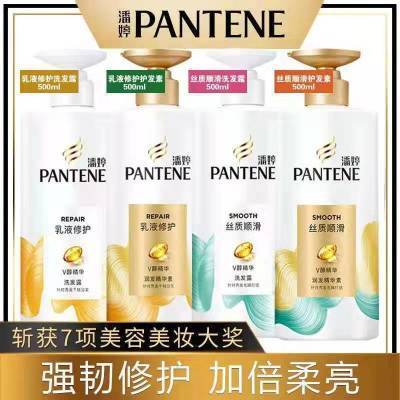 潘婷 PANTENE
乳液修护洗发露
500ml
乳液修护护发素
500ml
丝质顺滑洗发露
500ml
丝质顺滑护发素
500ml
潘婷
PANTENE
REPAIR
乳液修护
V醇精华
洗发露
潘婷
PANTENE
REPAIR
乳液修护
V醇精华
润发精华素
潘婷
PANTENE
SMOOTH
丝质顺滑
V醇精华
洗发露
潘婷
PANTENE
SMOOTH
丝质顺滑
V醇精华
润发精华素
斩获7项美容美妆大奖
强韧修护 加倍柔亮